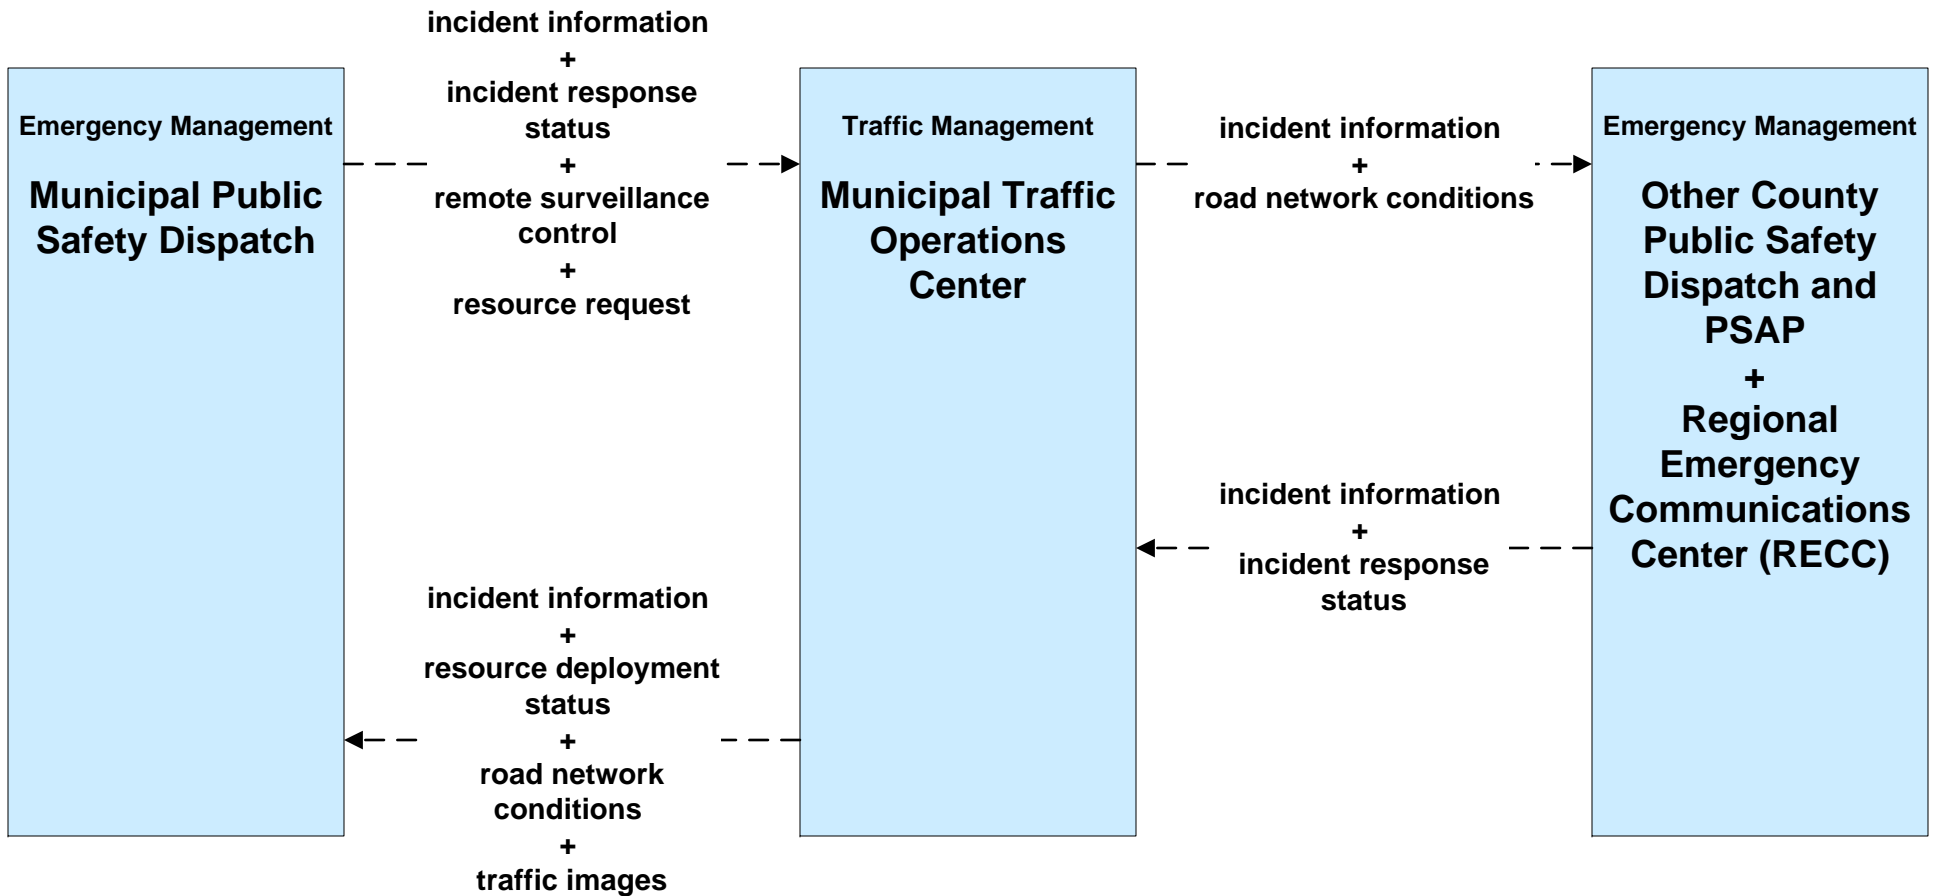 Emergency Management
Municipal Public
Safety Dispatch
incident information
+
incident response
status
+
remote surveillance
control
+
resource request
incident information
+
resource deployment
status
+
road network
conditions
+
traffic images
Traffic Management
Municipal Traffic
Operations
Center
incident information
+
road network conditions
incident information
+
incident response
status
Emergency Management
Other County
Public Safety
Dispatch and
PSAP
+
Regional
Emergency
Communications
Center (RECC)